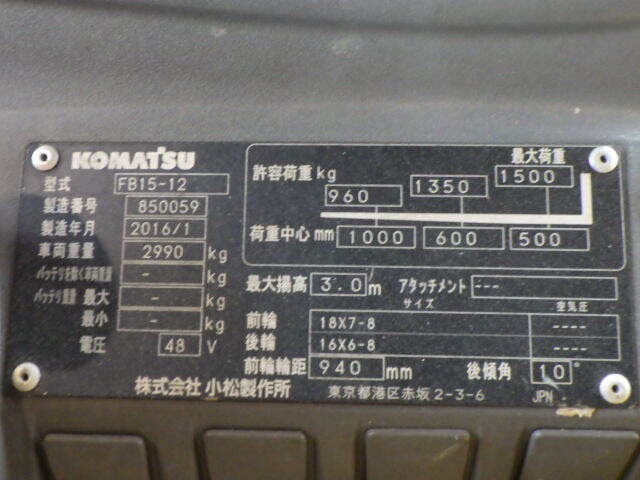 KOMATSU
型式 FB15-12
製造番号 850059
製造年月 2016/1
車両重量 2990 kg
バッテリを除く車両重量 - kg
バッテリ重量 最大 - kg
最小 - kg
電圧 48 V
株式会社 小松製作所
最大荷重
許容荷重 kg 960 1350 1500
荷重中心 mm 1000 600 500
最大揚高 3.0 m アタッチメント ---
サイズ 空気圧
前輪 18X7-8 ----
後輪 16X6-8 ----
前輪輪距 940 mm 後傾角 10°
東京都港区赤坂 2-3-6 JPN